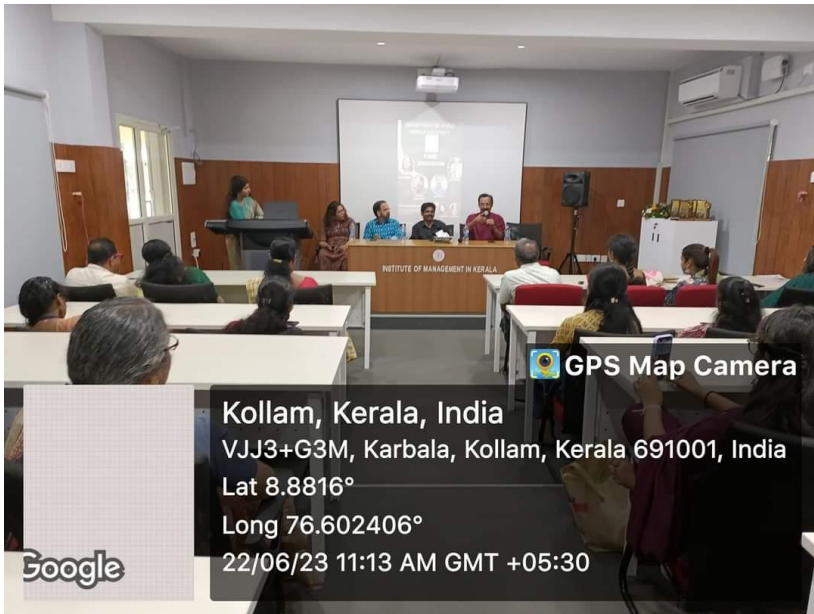 INSTITUTE OF MANAGEMENT IN KERALA
GPS Map Camera
Kollam, Kerala, India
VJJ3+G3M, Karbala, Kollam, Kerala 691001, India
Lat 8.8816°
Long 76.602406°
22/06/23 11:13 AM GMT +05:30
Google